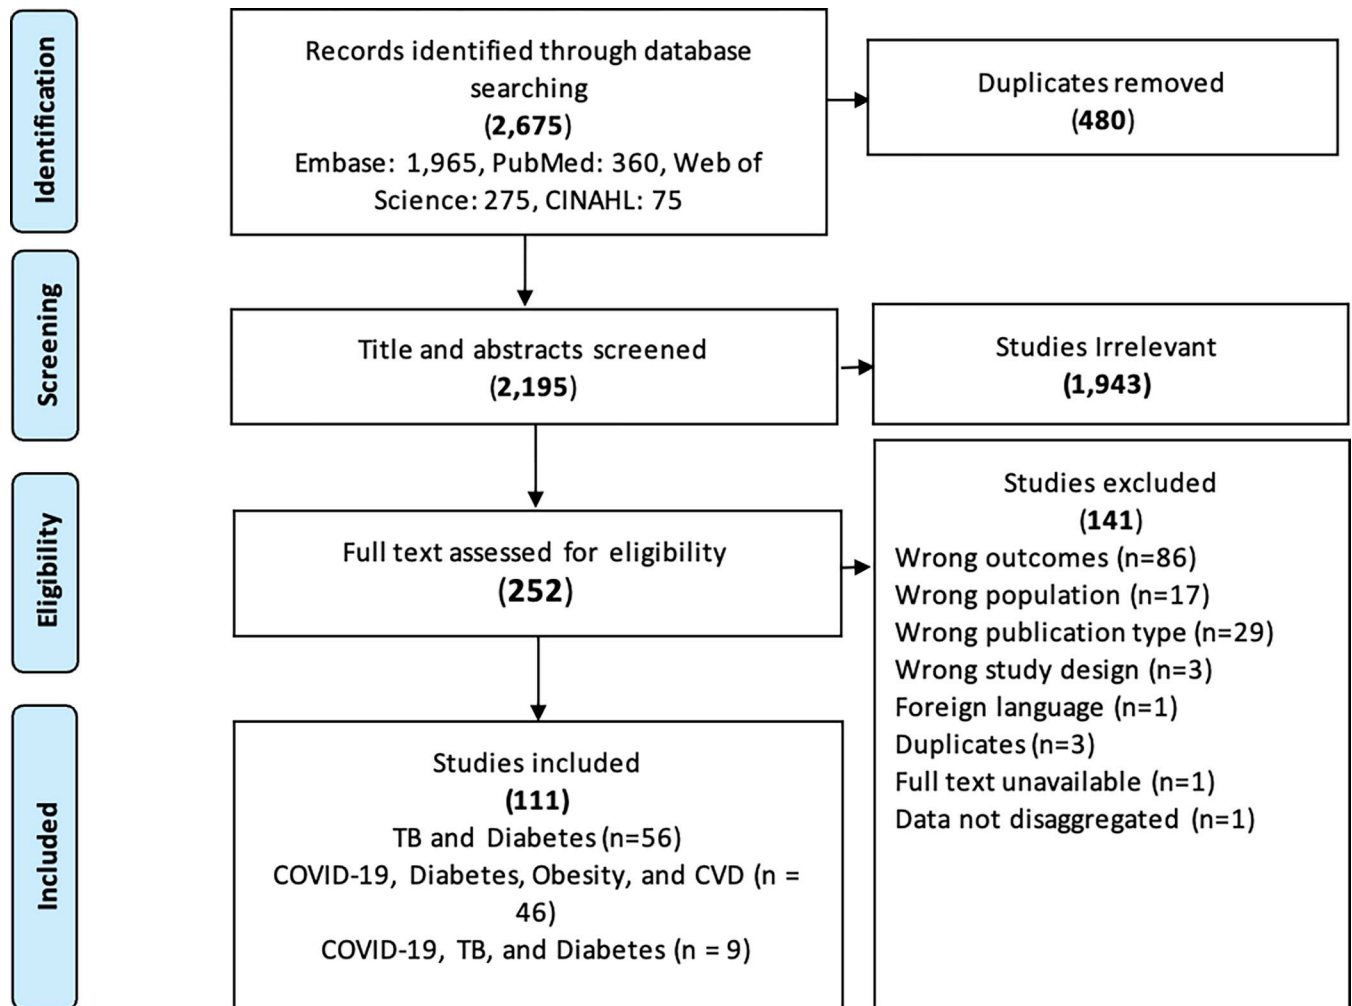 Identification
Records identified through database
searching
(2,675)
Embase: 1,965, PubMed: 360, Web of
Science: 275, CINAHL: 75
Duplicates removed
(480)
Screening
Title and abstracts screened
(2,195)
Studies Irrelevant
(1,943)
Eligibility
Full text assessed for eligibility
(252)
Studies excluded
(141)
Wrong outcomes (n=86)
Wrong population (n=17)
Wrong publication type (n=29)
Wrong study design (n=3)
Foreign language (n=1)
Duplicates (n=3)
Full text unavailable (n=1)
Data not disaggregated (n=1)
Included
Studies included
(111)
TB and Diabetes (n=56)
COVID-19, Diabetes, Obesity, and CVD (n =
46)
COVID-19, TB, and Diabetes (n = 9)